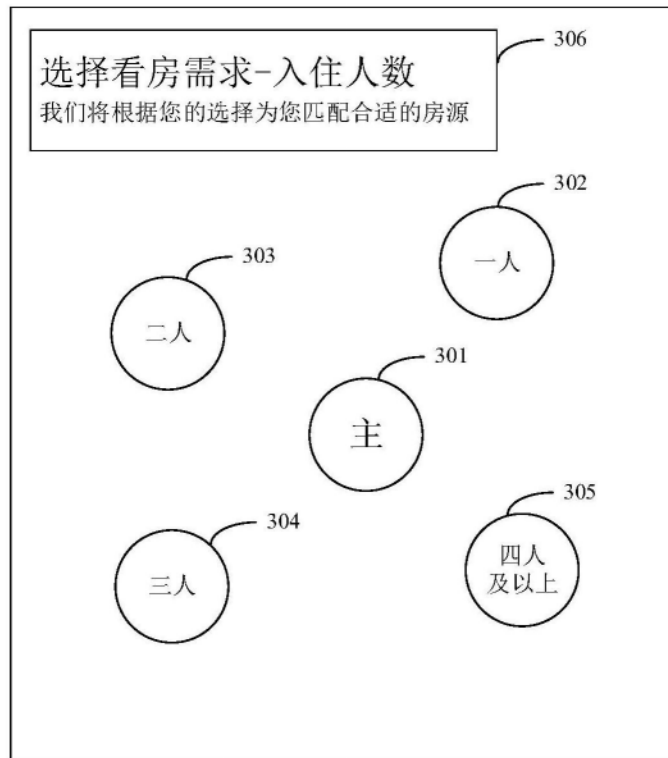 选择看房需求-入住人数
我们将根据您的选择为您匹配合适的房源
306
302
一人
303
二人
301
主
304
三人
305
四人
及以上